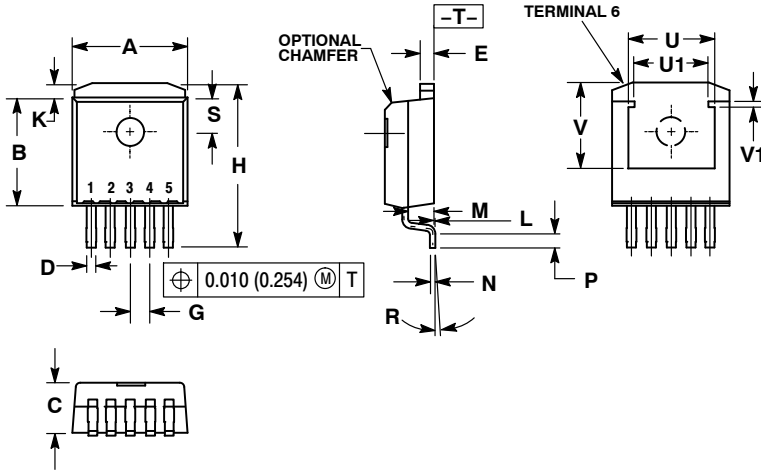 -T-
TERMINAL 6
A
OPTIONAL
CHAMFER
E
U
U1
K
S
B
H
V
V1
1 2 3 4 5
M
L
D
N
P
⌖ 0.010 (0.254) Ⓜ T
G
R
C